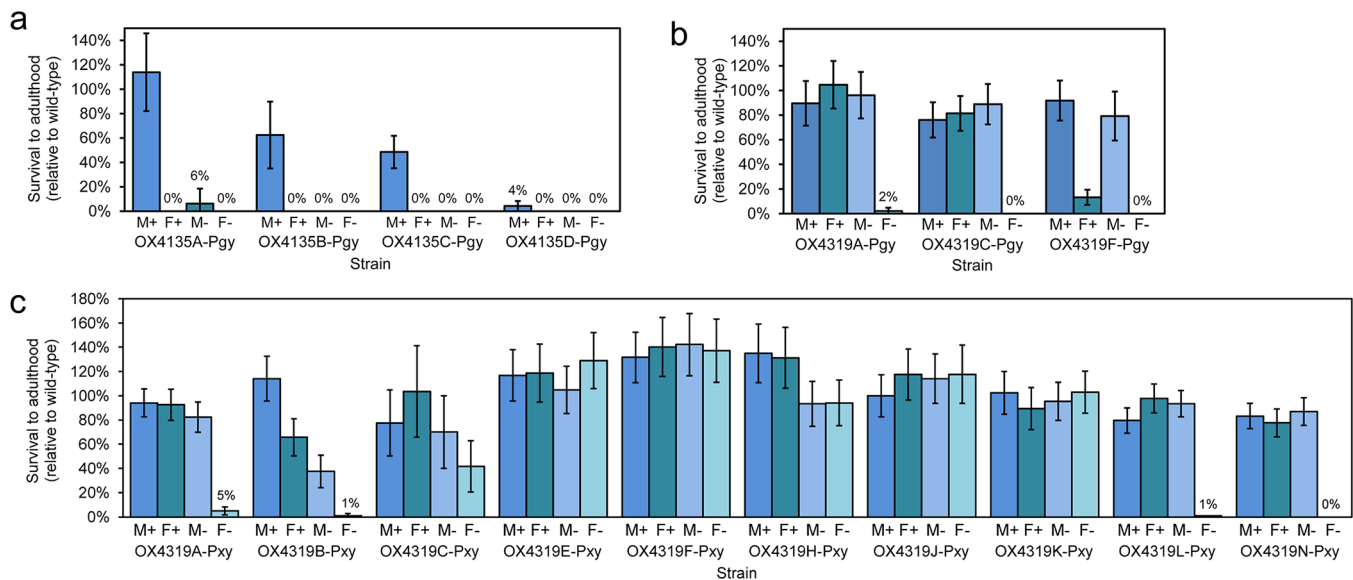 a
Survival to adulthood
(relative to wild-type)
140%
120%
100%
80%
60%
40%
20%
0%
0%
6%
0%
0%
0%
0%
0%
0%
0%
4%
0%
0%
0%
M+ F+ M- F- M+ F+ M- F- M+ F+ M- F- M+ F+ M- F-
OX4135A-Pgy OX4135B-Pgy OX4135C-Pgy OX4135D-Pgy
Strain
b
Survival to adulthood
(relative to wild-type)
140%
120%
100%
80%
60%
40%
20%
0%
2%
0%
0%
M+ F+ M- F- M+ F+ M- F- M+ F+ M- F-
OX4319A-Pgy OX4319C-Pgy OX4319F-Pgy
Strain
c
Survival to adulthood
(relative to wild-type)
180%
160%
140%
120%
100%
80%
60%
40%
20%
0%
5%
1%
1%
0%
M+ F+ M- F- M+ F+ M- F- M+ F+ M- F- M+ F+ M- F- M+ F+ M- F- M+ F+ M- F- M+ F+ M- F- M+ F+ M- F- M+ F+ M- F- M+ F+ M- F-
OX4319A-Pxy OX4319B-Pxy OX4319C-Pxy OX4319E-Pxy OX4319F-Pxy OX4319H-Pxy OX4319J-Pxy OX4319K-Pxy OX4319L-Pxy OX4319N-Pxy
Strain